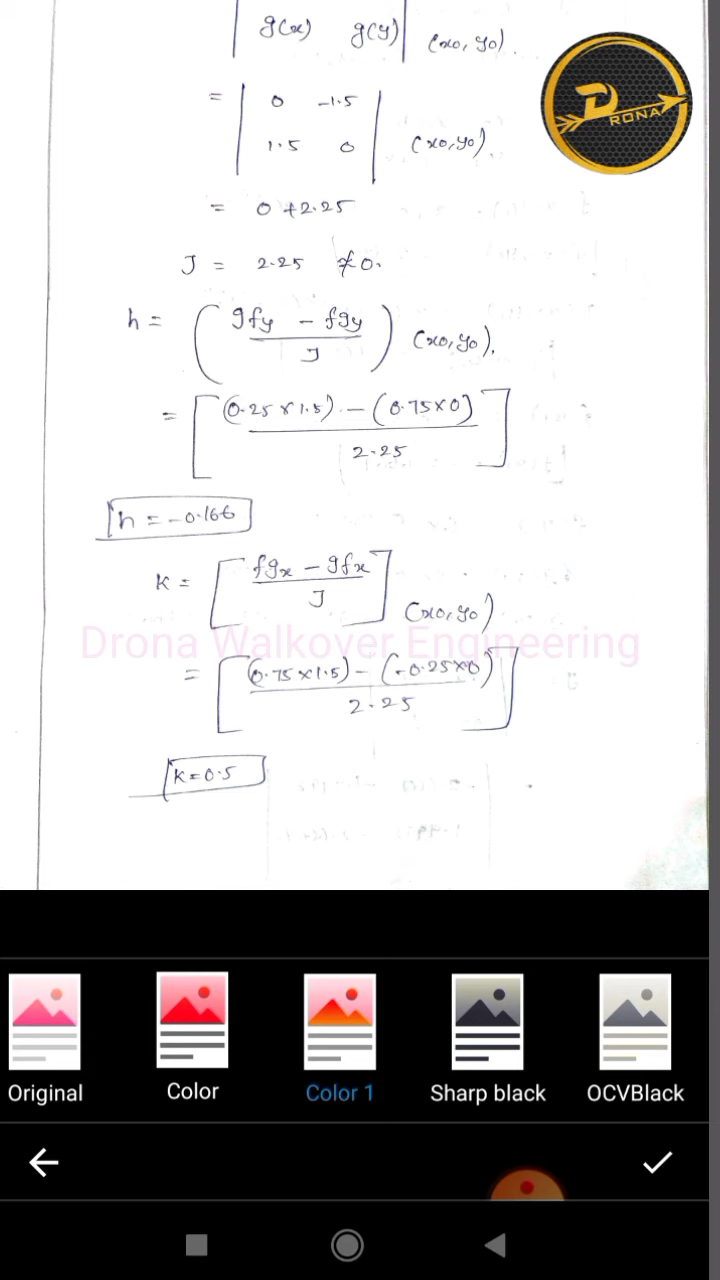 | g(x) g(y) | (x0, y0).
= | 0 -1.5
1.5 0 | (x0, y0)
= 0 + 2.25
J = 2.25 ≠ 0.
h = ( gfy - fgy / J ) (x0, y0).
= [ (0.25 × 1.5) - (0.75 × 0) / 2.25 ]
h = -0.166
k = [ fgx - gfx / J ] (x0, y0)
= [ (0.75 × 1.5) - (-0.25 × 0) / 2.25 ]
k = 0.5
D
RONA
Drona Walkover Engineering
Original Color Color 1 Sharp black OCVBlack